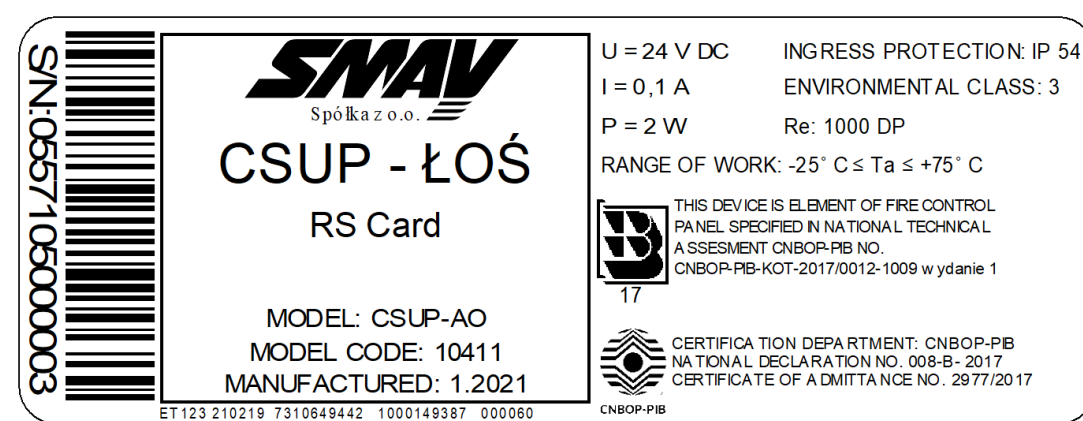 S/N:0557105000003
SMAY
Spółka z o.o.
CSUP - ŁOŚ
RS Card
MODEL: CSUP-AO
MODEL CODE: 10411
MANUFACTURED: 1.2021
ET123 210219 7310649442 1000149387 000060
U = 24 V DC
INGRESS PROTECTION: IP 54
I = 0,1 A
ENVIRONMENTAL CLASS: 3
P = 2 W
Re: 1000 DP
RANGE OF WORK: -25° C ≤ Ta ≤ +75° C
THIS DEVICE IS ELEMENT OF FIRE CONTROL
PANEL SPECIFIED IN NATIONAL TECHNICAL
ASSESMENT CNBOP-PIB NO.
CNBOP-PIB-KOT-2017/0012-1009 wydanie 1
17
CERTIFICATION DEPARTMENT: CNBOP-PIB
NATIONAL DECLARATION NO. 008-B- 2017
CERTIFICATE OF ADMITTANCE NO. 2977/2017
CNBOP-PIB